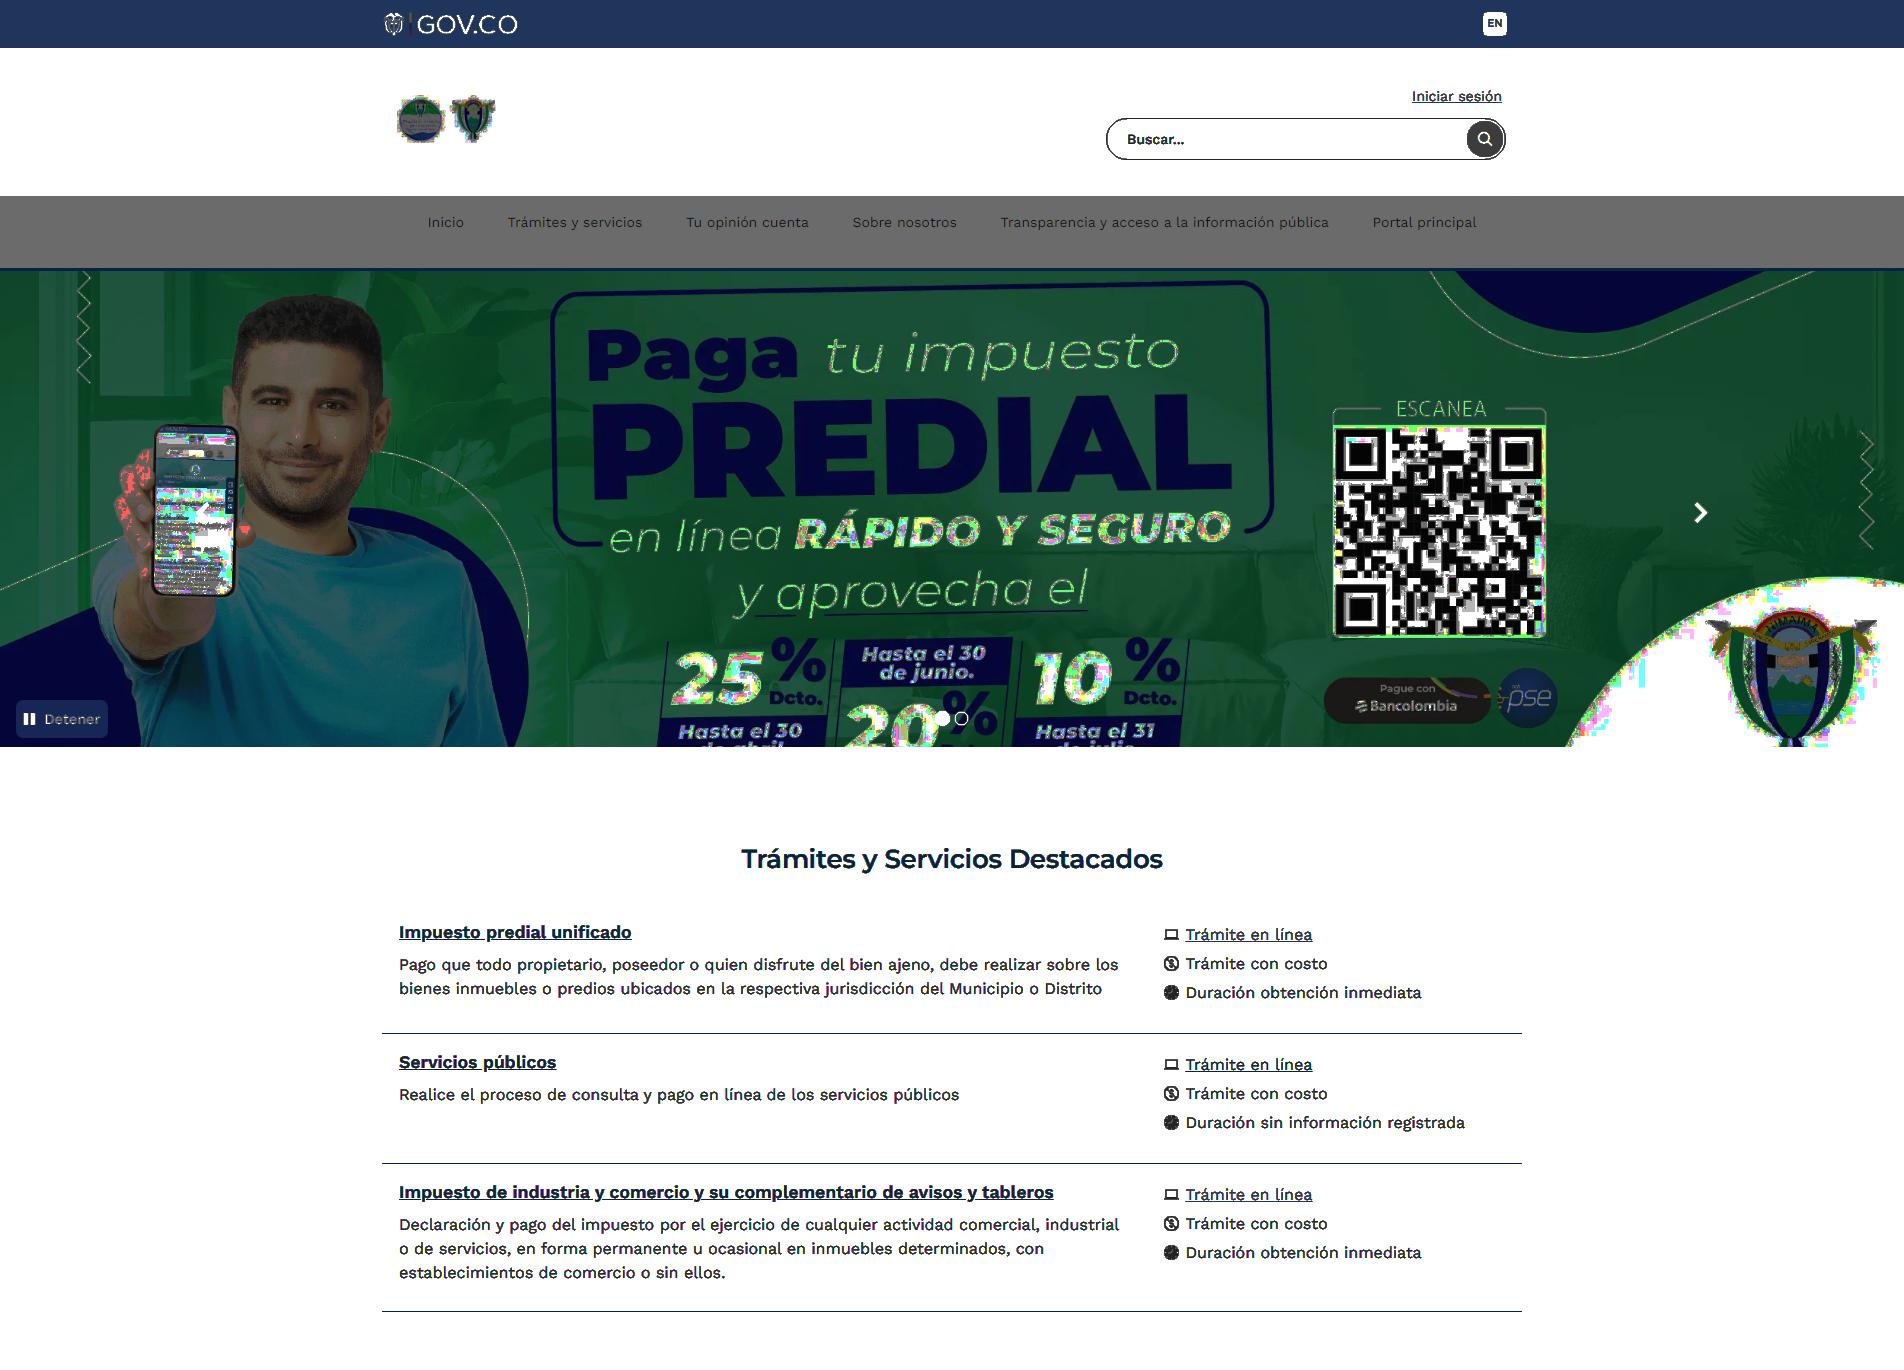 GOV.CO
EN
Iniciar sesión
Buscar...
Inicio
Trámites y servicios
Tu opinión cuenta
Sobre nosotros
Transparencia y acceso a la información pública
Portal principal
Paga tu impuesto
PREDIAL
en línea RÁPIDO Y SEGURO
y aprovecha el
25% Dcto.
Hasta el 30
Hasta el 30
de junio.
20%
10% Dcto.
Hasta el 31
de julio
ESCANEA
Pague con
Bancolombia
pse
NIMAIMA
Detener
Trámites y Servicios Destacados
Impuesto predial unificado
Pago que todo propietario, poseedor o quien disfrute del bien ajeno, debe realizar sobre los
bienes inmuebles o predios ubicados en la respectiva jurisdicción del Municipio o Distrito
Trámite en línea
Trámite con costo
Duración obtención inmediata
Servicios públicos
Realice el proceso de consulta y pago en línea de los servicios públicos
Trámite en línea
Trámite con costo
Duración sin información registrada
Impuesto de industria y comercio y su complementario de avisos y tableros
Declaración y pago del impuesto por el ejercicio de cualquier actividad comercial, industrial
o de servicios, en forma permanente u ocasional en inmuebles determinados, con
establecimientos de comercio o sin ellos.
Trámite en línea
Trámite con costo
Duración obtención inmediata